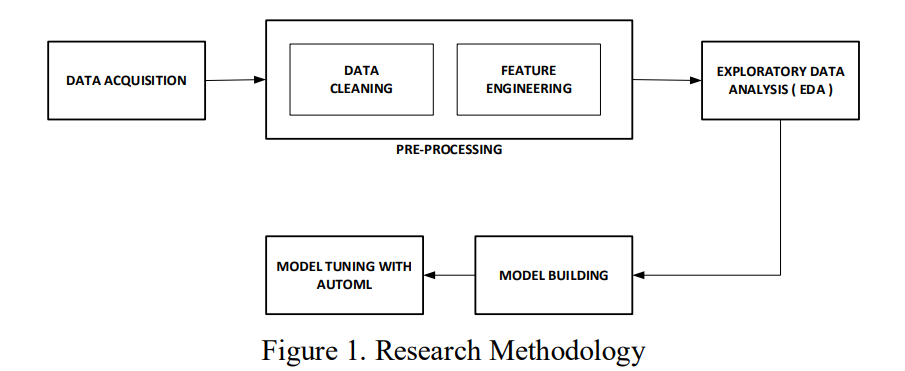 DATA ACQUISITION
DATA
CLEANING
FEATURE
ENGINEERING
PRE-PROCESSING
EXPLORATORY DATA
ANALYSIS ( EDA )
MODEL TUNING WITH
AUTOML
MODEL BUILDING
Figure 1. Research Methodology